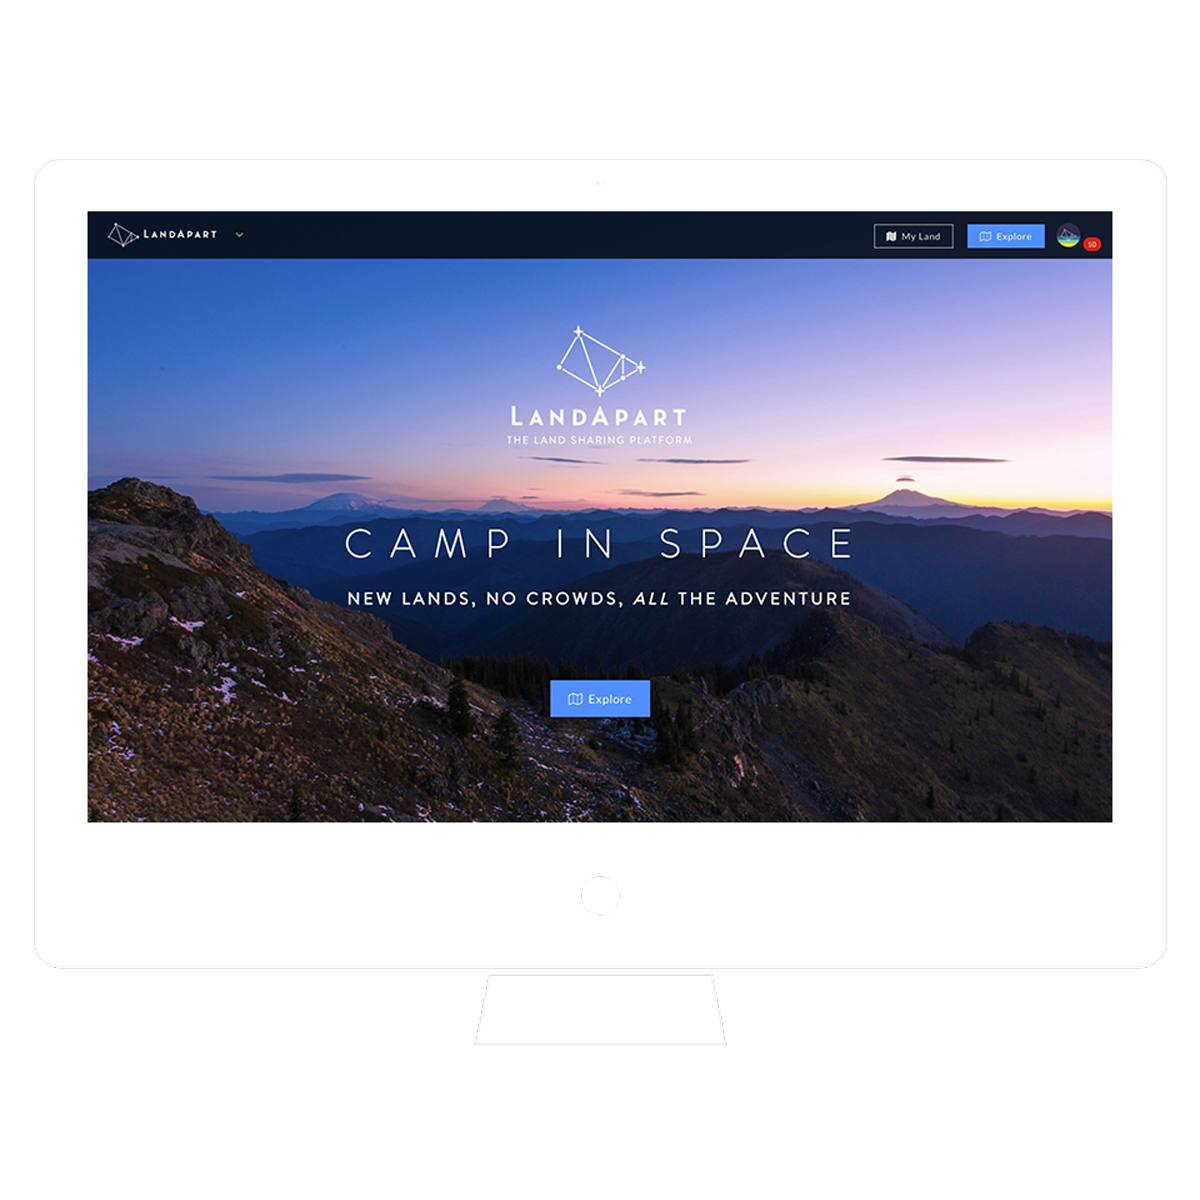 LANDAPART
My Land
Explore
10
LANDAPART
THE LAND SHARING PLATFORM
CAMP IN SPACE
NEW LANDS, NO CROWDS, ALL THE ADVENTURE
Explore